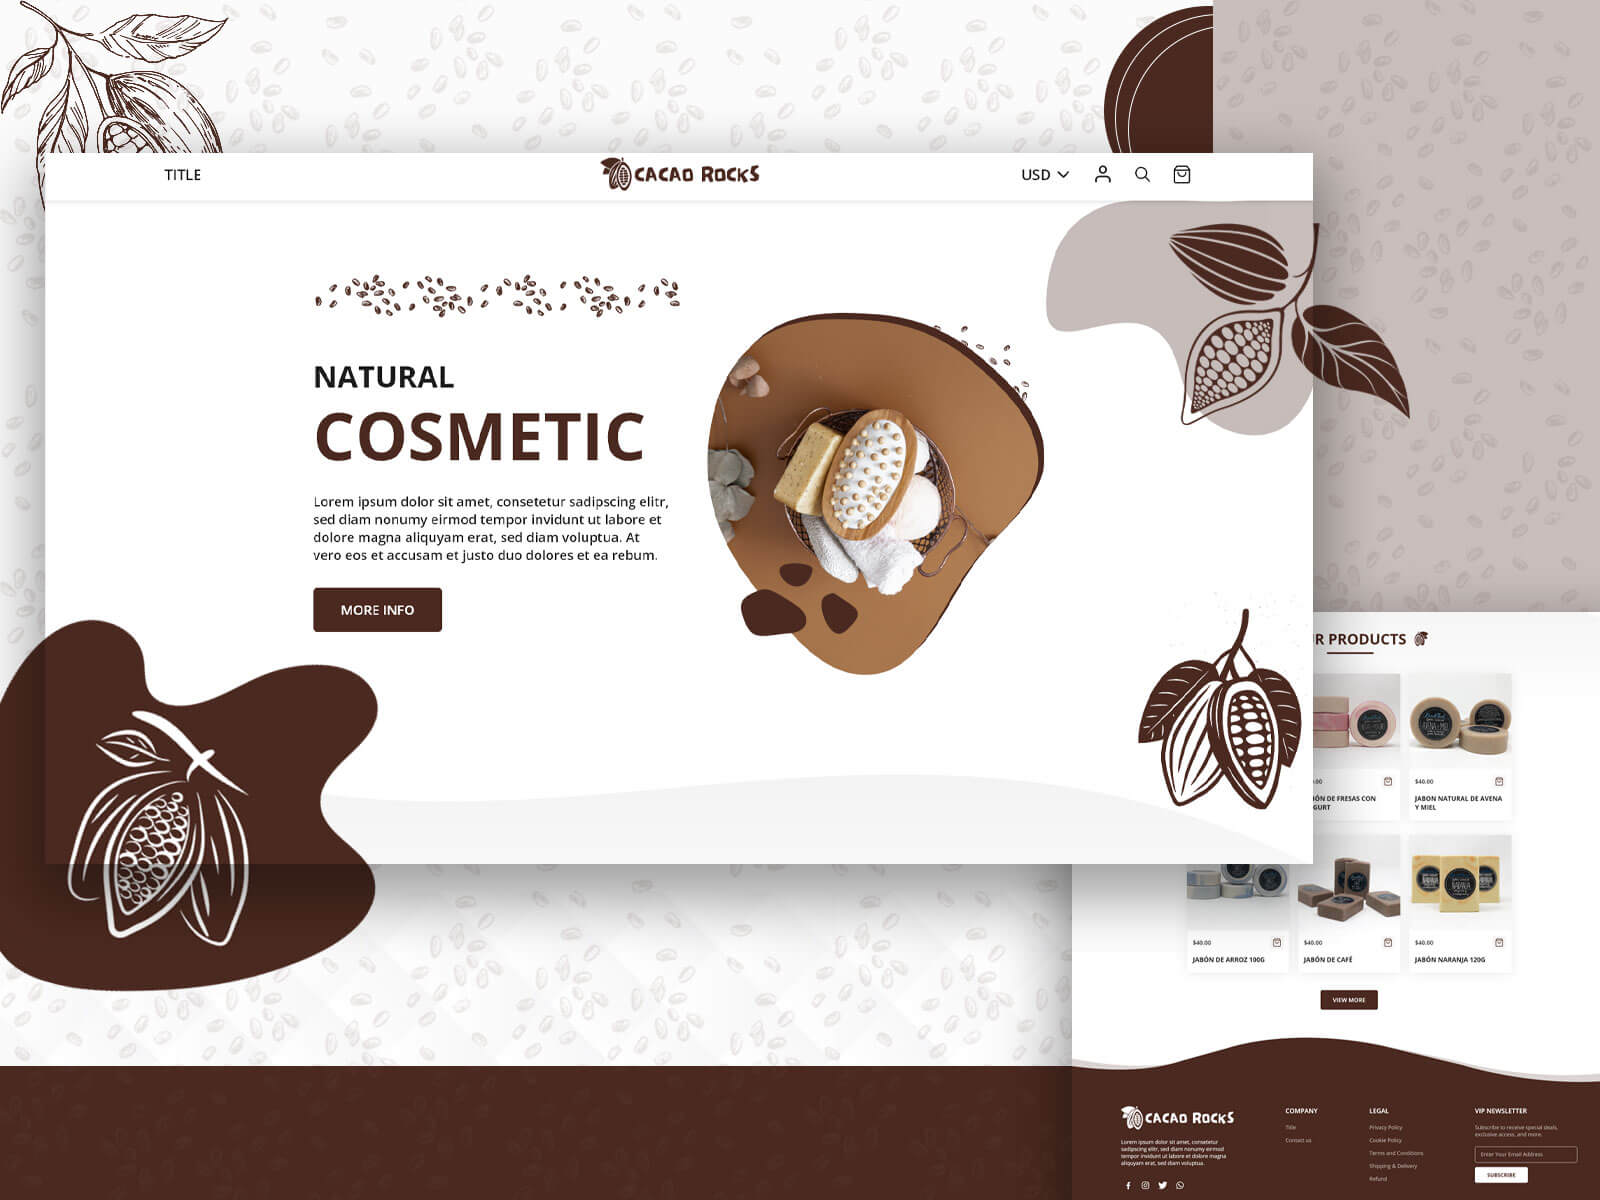 TITLE
CACAO ROCKS
USD
NATURAL
COSMETIC
Lorem ipsum dolor sit amet, consetetur sadipscing elitr,
sed diam nonumy eirmod tempor invidunt ut labore et
dolore magna aliquyam erat, sed diam voluptua. At
vero eos et accusam et justo duo dolores et ea rebum.
MORE INFO
R PRODUCTS
.00
$40.00
ÓN DE FRESAS CON
GURT
JABON NATURAL DE AVENA
Y MIEL
$40.00
$40.00
$40.00
JABÓN DE ARROZ 100G
JABÓN DE CAFÉ
JABÓN NARANJA 120G
VIEW MORE
CACAO ROCKS
Lorem ipsum dolor sit amet, consetetur
sadipscing elitr, sed diam nonumy eirmod
tempor invidunt ut labore et dolore magna
aliquyam erat, sed diam voluptua.
COMPANY
Title
Contact us
LEGAL
Privacy Policy
Cookie Policy
Terms and Conditions
Shipping & Delivery
Refund
VIP NEWSLETTER
Subscribe to receive special deals,
exclusive access, and more.
Enter Your Email Address
SUBSCRIBE